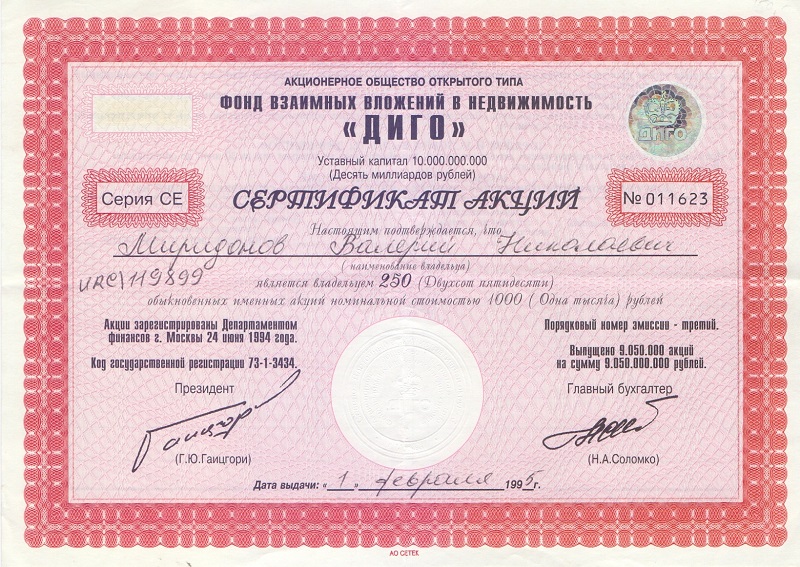 АКЦИОНЕРНОЕ ОБЩЕСТВО ОТКРЫТОГО ТИПА
ФОНД ВЗАИМНЫХ ВЛОЖЕНИЙ В НЕДВИЖИМОСТЬ
«ДИГО»
ДИГО
Уставный капитал 10.000.000.000
(Десять миллиардов рублей)
Серия СЕ
СЕРТИФИКАТ АКЦИЙ
№ 011623
Настоящим подтверждается, что
Миридонов Валерий Николаевич
( наименование владельца)
URC\119899
является владельцем 250 (Двухсот пятидесяти)
обыкновенных именных акций номинальной стоимостью 1000 ( Одна тысяча) рублей
Акции зарегистрированы Департаментом
финансов г. Москвы 24 июня 1994 года.
Код государственной регистрации 73-1-3434.
Порядковый номер эмиссии - третий.
Выпущено 9.050.000 акций
на сумму 9.050.000.000 рублей.
Президент
Главный бухгалтер
(Г.Ю.Гаицгори)
(Н.А.Соломко)
Дата выдачи: « 1 » февраля 1995г.
АО СЕТЕК